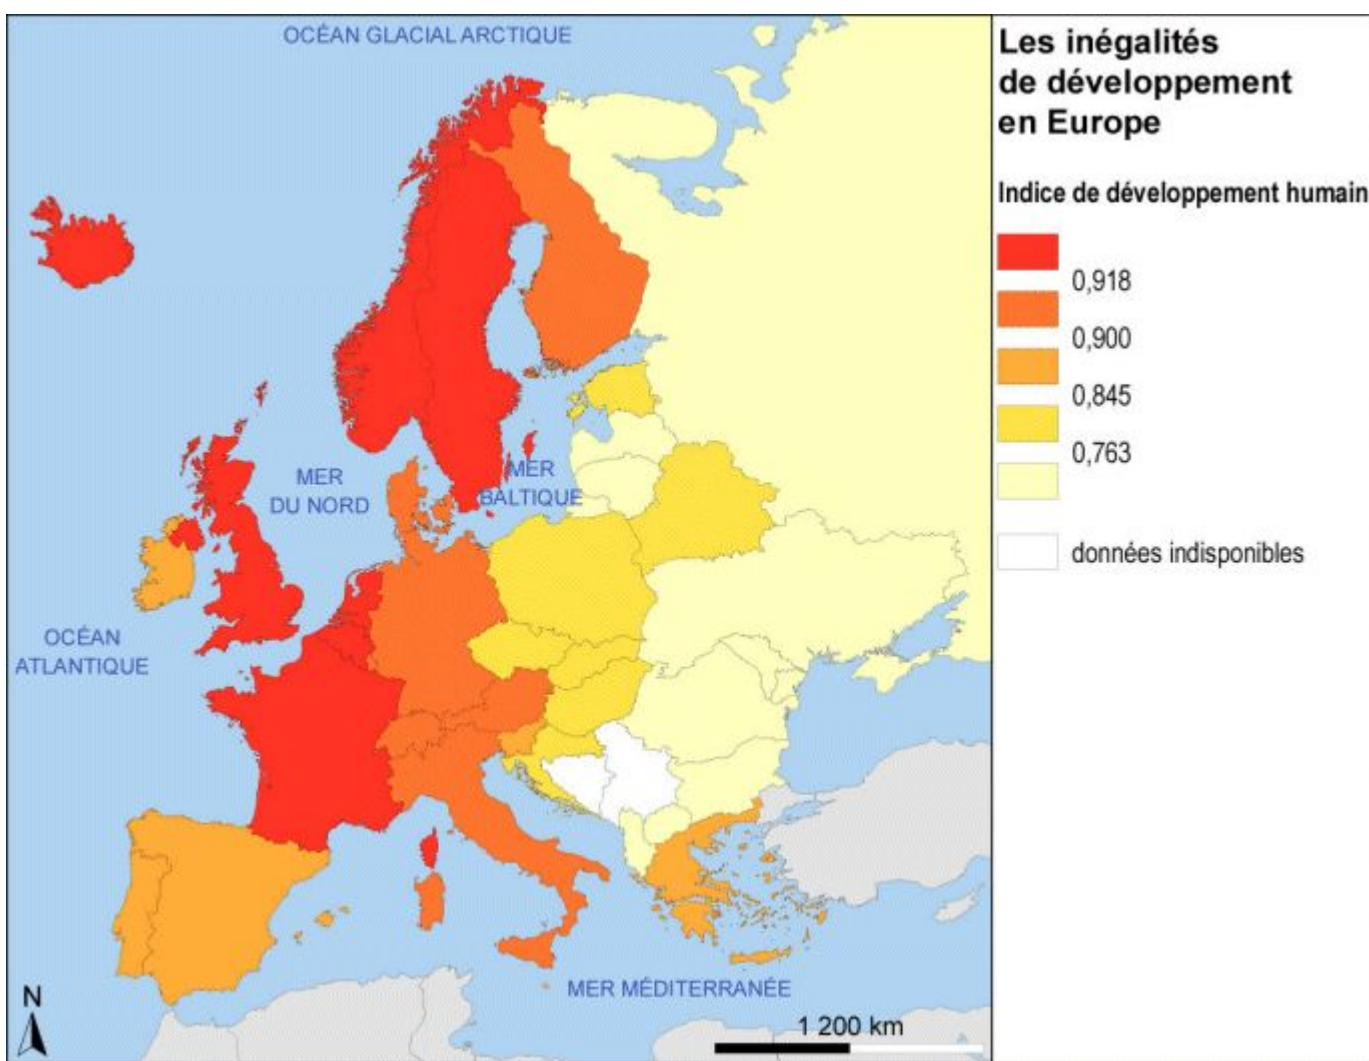 OCÉAN GLACIAL ARCTIQUE
MER
DU NORD
MER
BALTIQUE
OCÉAN
ATLANTIQUE
MER MÉDITERRANÉE
N
1 200 km
Les inégalités
de développement
en Europe
Indice de développement humain
0,918
0,900
0,845
0,763
données indisponibles